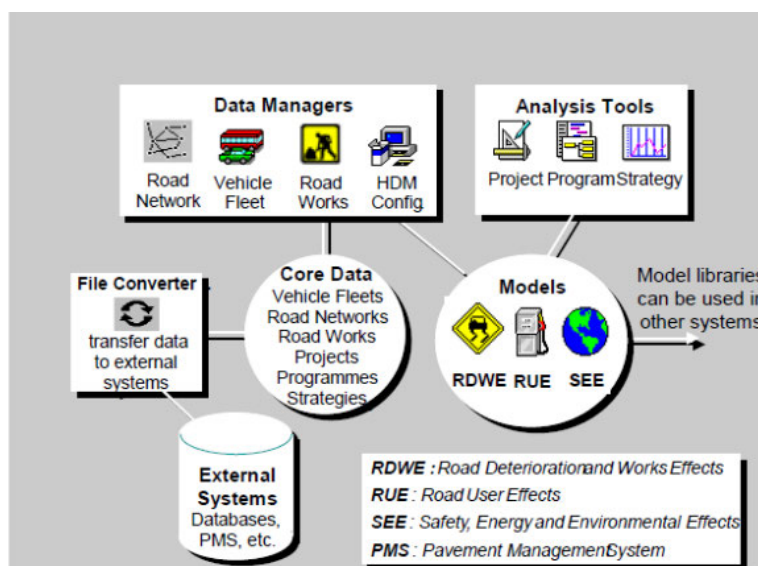 Data Managers
Road
Network
Vehicle
Fleet
Road
Works
HDM
Config.
Analysis Tools
Project Program Strategy
File Converter
transfer data
to external
systems
Core Data
Vehicle Fleets
Road Networks
Road Works
Projects
Programmes
Strategies
Models
RDWE RUE SEE
Model libraries
can be used in
other systems
External
Systems
Databases,
PMS, etc.
RDWE : Road Deterioration and Works Effects
RUE : Road User Effects
SEE : Safety, Energy and Environmental Effects
PMS : Pavement Management System